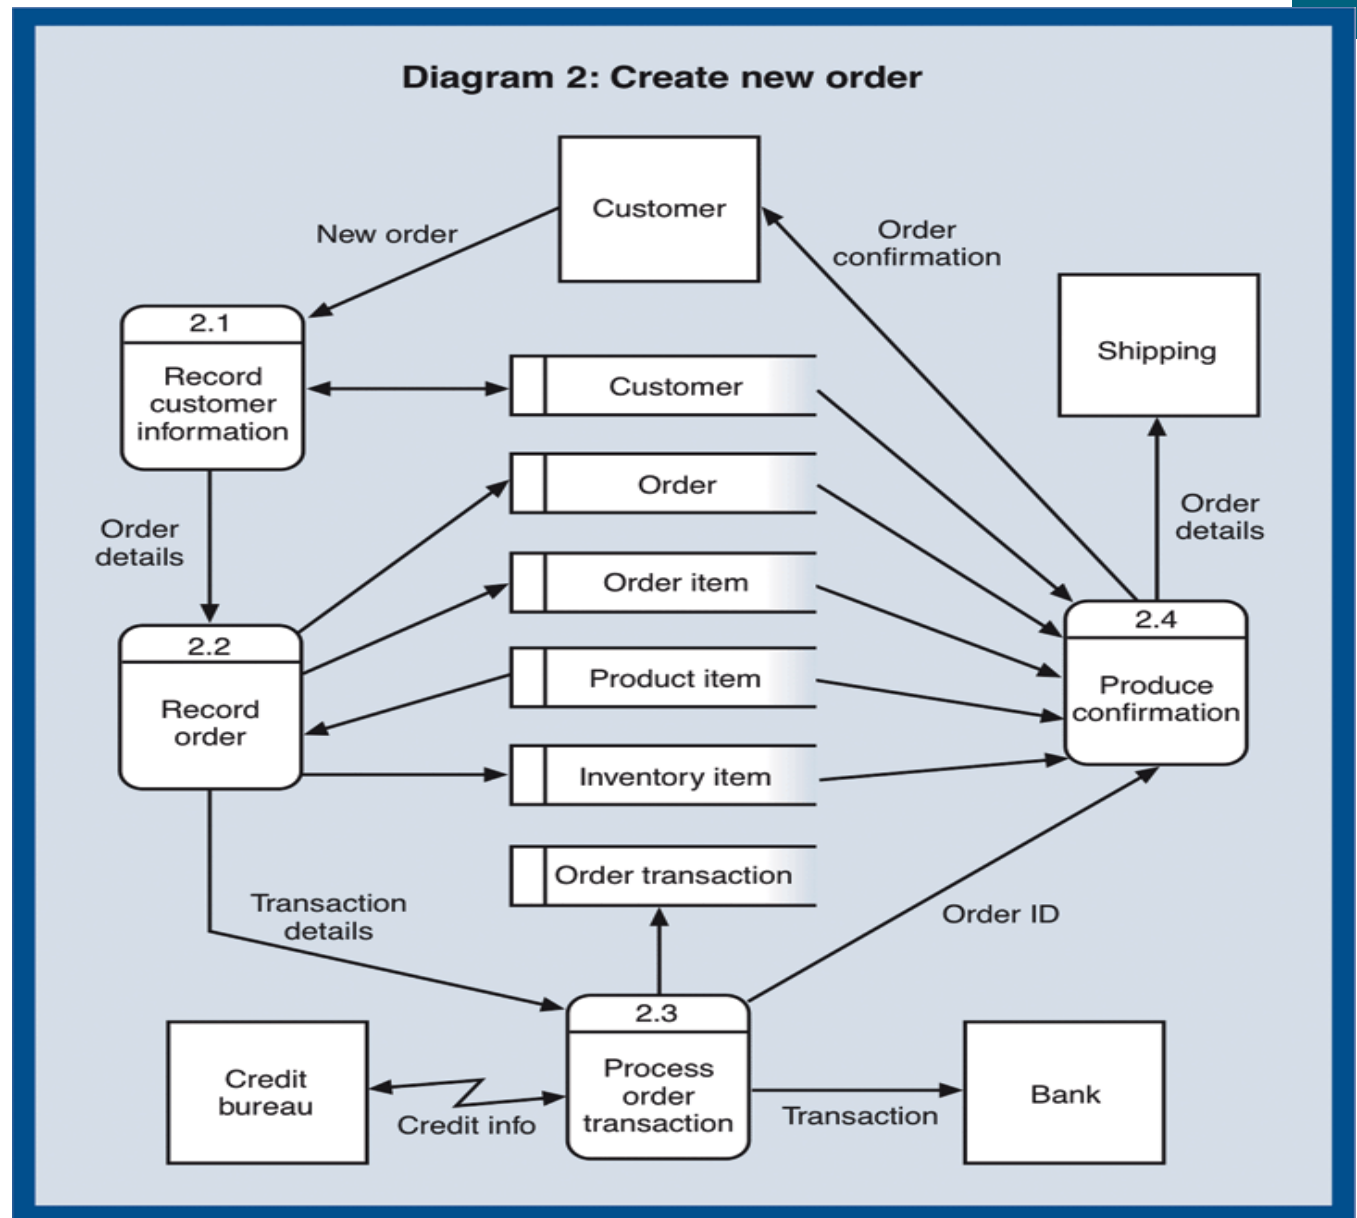 Diagram 2: Create new order
Customer
New order
Order
confirmation
Shipping
2.1
Record
customer
information
Customer
Order
Order
details
Order
details
Order item
2.2
Record
order
Product item
2.4
Produce
confirmation
Inventory item
Order transaction
Transaction
details
Order ID
2.3
Process
order
transaction
Credit
bureau
Credit info
Transaction
Bank